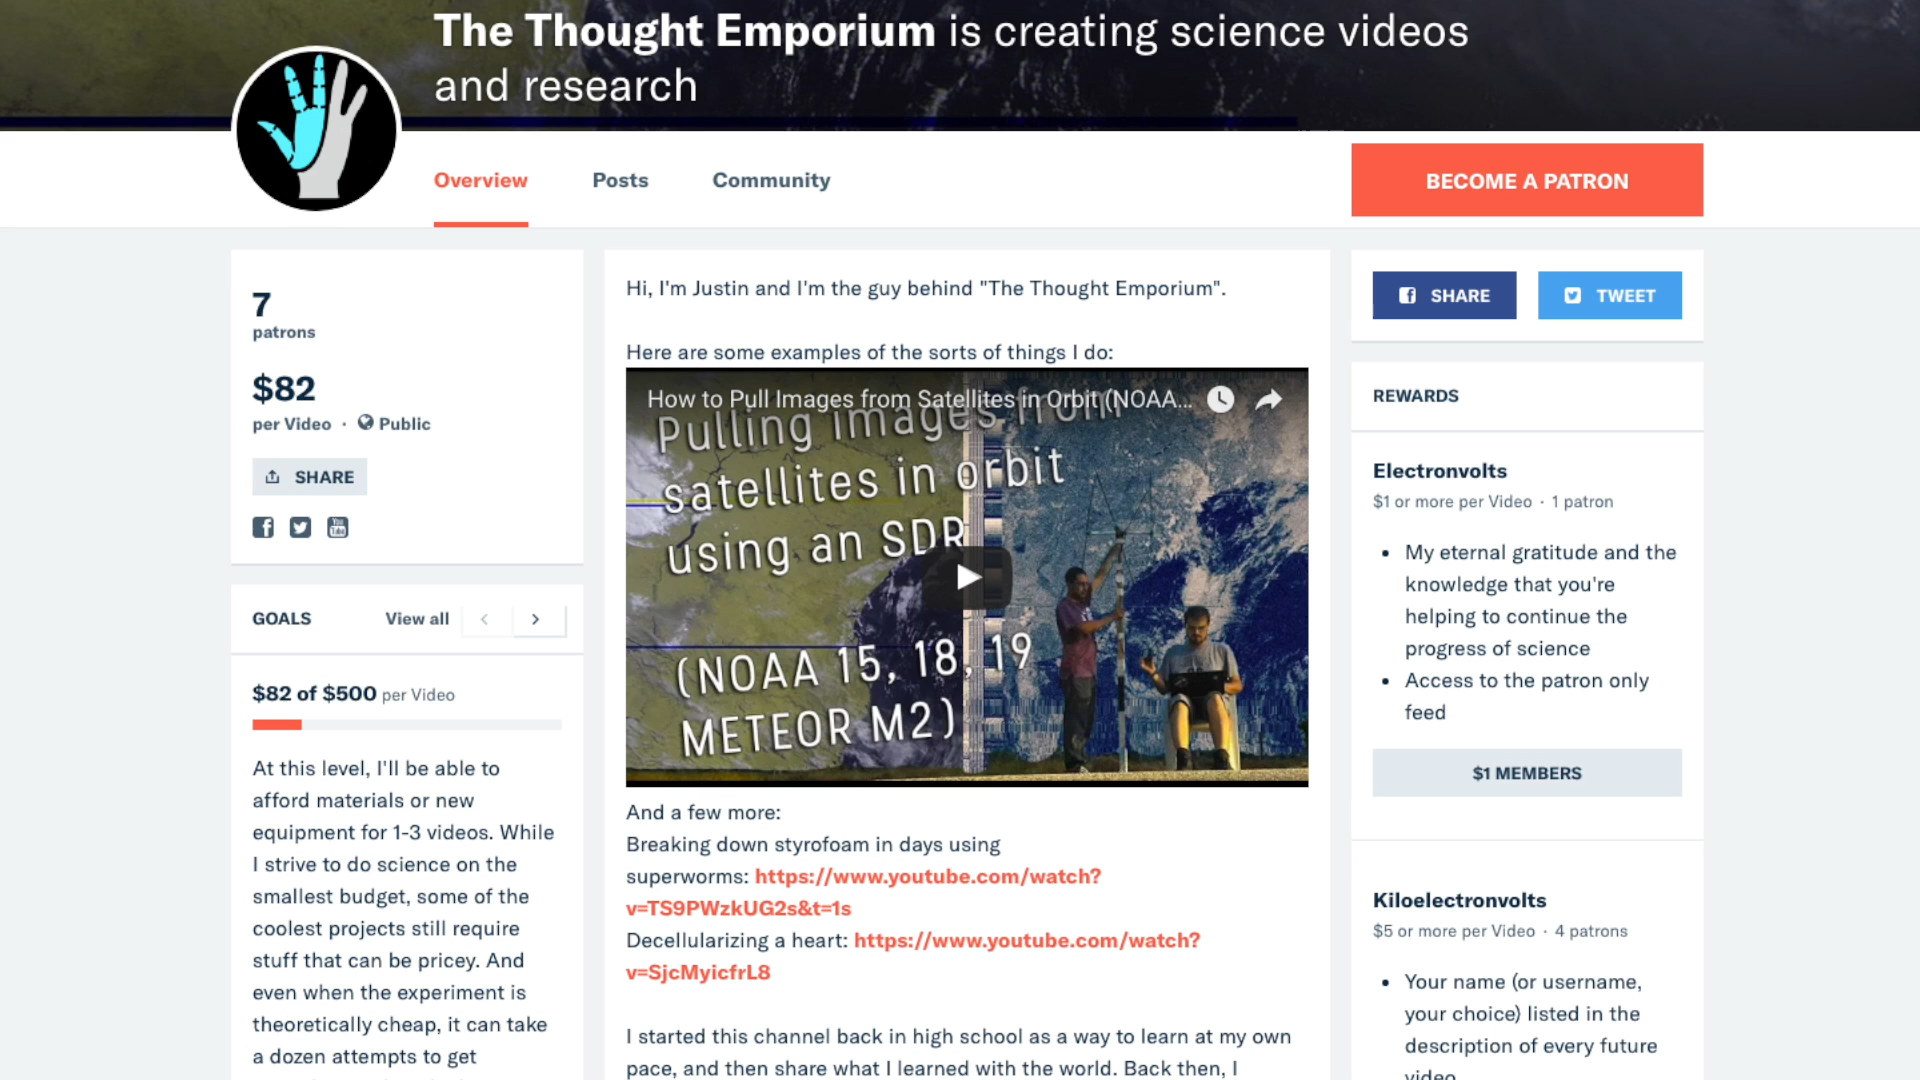 The Thought Emporium is creating science videos
and research
Overview
Posts
Community
BECOME A PATRON
7
patrons
$82
per Video · Public
SHARE
GOALS
View all
$82 of $500 per Video
At this level, I'll be able to
afford materials or new
equipment for 1-3 videos. While
I strive to do science on the
smallest budget, some of the
coolest projects still require
stuff that can be pricey. And
even when the experiment is
theoretically cheap, it can take
a dozen attempts to get
Hi, I'm Justin and I'm the guy behind "The Thought Emporium".
Here are some examples of the sorts of things I do:
How to Pull Images from Satellites in Orbit (NOAA...
Pulling images from
satellites in orbit
using an SDR
(NOAA 15, 18, 19
METEOR M2)
And a few more:
Breaking down styrofoam in days using
superworms: https://www.youtube.com/watch?
v=TS9PWzkUG2s&t=1s
Decellularizing a heart: https://www.youtube.com/watch?
v=SjcMyicfrL8
I started this channel back in high school as a way to learn at my own
pace, and then share what I learned with the world. Back then, I
SHARE
TWEET
REWARDS
Electronvolts
$1 or more per Video · 1 patron
• My eternal gratitude and the
knowledge that you're
helping to continue the
progress of science
• Access to the patron only
feed
$1 MEMBERS
Kiloelectronvolts
$5 or more per Video · 4 patrons
• Your name (or username,
your choice) listed in the
description of every future
video